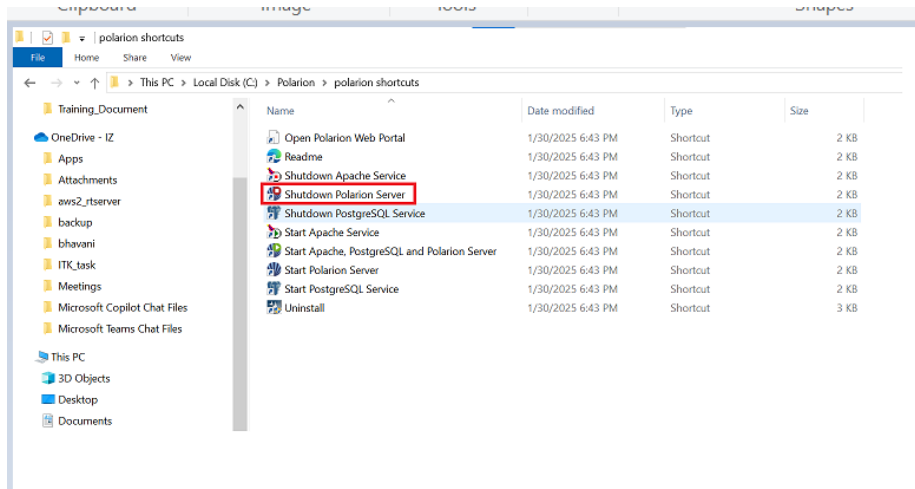 Clipboard Image Tools Shapes
polarion shortcuts
File Home Share View
This PC > Local Disk (C:) > Polarion > polarion shortcuts
Training_Document
OneDrive - IZ
Apps
Attachments
aws2_rtserver
backup
bhavani
ITK_task
Meetings
Microsoft Copilot Chat Files
Microsoft Teams Chat Files
This PC
3D Objects
Desktop
Documents
Name Date modified Type Size
Open Polarion Web Portal 1/30/2025 6:43 PM Shortcut 2 KB
Readme 1/30/2025 6:43 PM Shortcut 2 KB
Shutdown Apache Service 1/30/2025 6:43 PM Shortcut 2 KB
Shutdown Polarion Server 1/30/2025 6:43 PM Shortcut 2 KB
Shutdown PostgreSQL Service 1/30/2025 6:43 PM Shortcut 2 KB
Start Apache Service 1/30/2025 6:43 PM Shortcut 2 KB
Start Apache, PostgreSQL and Polarion Server 1/30/2025 6:43 PM Shortcut 2 KB
Start Polarion Server 1/30/2025 6:43 PM Shortcut 2 KB
Start PostgreSQL Service 1/30/2025 6:43 PM Shortcut 2 KB
Uninstall 1/30/2025 6:43 PM Shortcut 3 KB